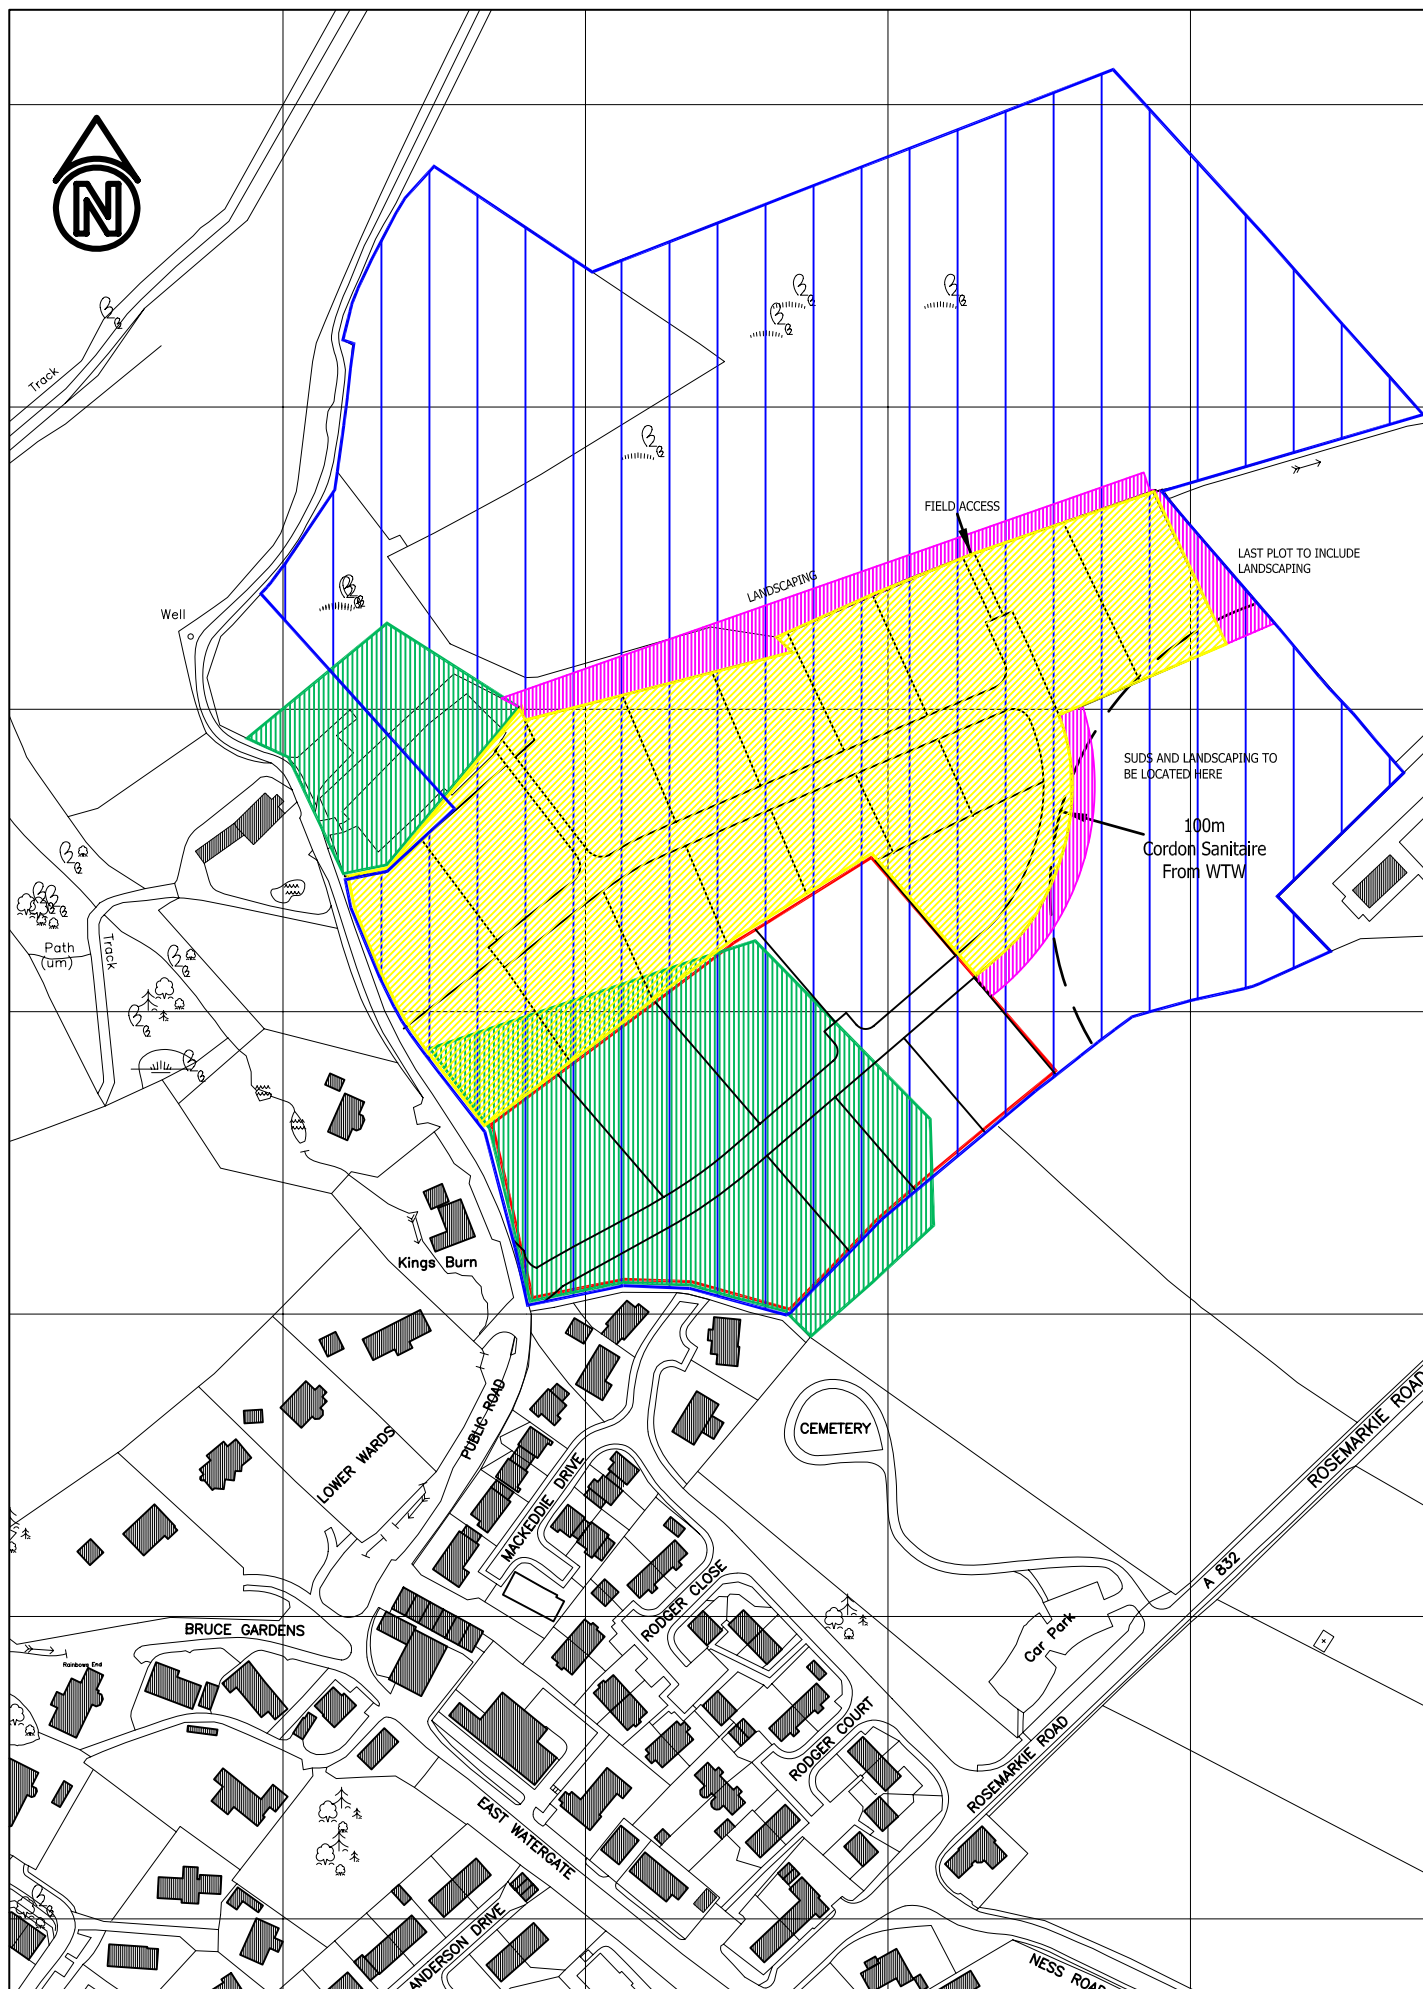 N
Track
FIELD ACCESS
LAST PLOT TO INCLUDE
LANDSCAPING
LANDSCAPING
Well
SUDS AND LANDSCAPING TO
BE LOCATED HERE
100m
Cordon Sanitaire
From WTW
Path
(um)
Track
Kings Burn
PUBLIC ROAD
LOWER WARDS
CEMETERY
MACKEDDIE DRIVE
ROSEMARKIE ROAD
A 832
RODGER CLOSE
BRUCE GARDENS
Car Park
Rainbows End
RODGER COURT
ROSEMARKIE ROAD
EAST WATERGATE
ANDERSON DRIVE
NESS ROAD